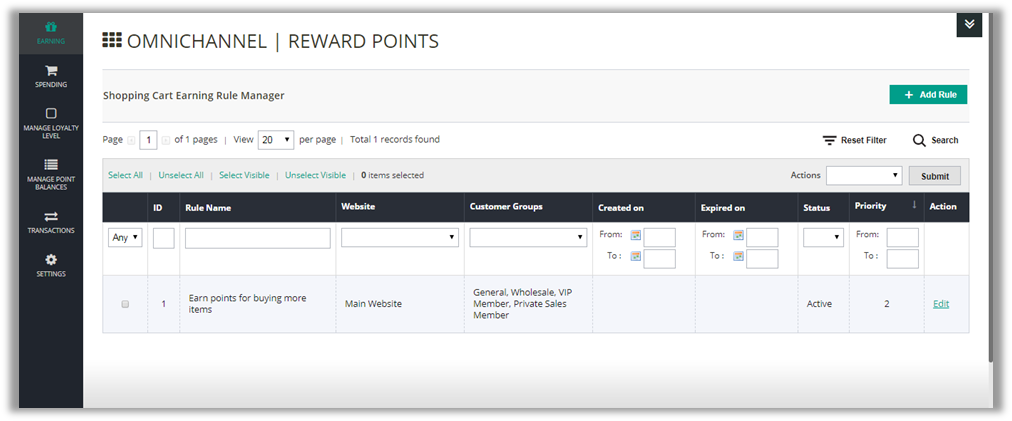 EARNING
SPENDING
MANAGE LOYALTY
LEVEL
MANAGE POINT
BALANCES
TRANSACTIONS
SETTINGS
OMNICHANNEL | REWARD POINTS
Shopping Cart Earning Rule Manager
+ Add Rule
Page 1 of 1 pages | View 20 per page | Total 1 records found
Reset Filter
Search
Select All | Unselect All | Select Visible | Unselect Visible | 0 items selected
Actions
Submit
ID Rule Name Website Customer Groups Created on Expired on Status Priority ↓ Action
Any From: From: From:
To : To : To :
1 Earn points for buying more
items
Main Website
General, Wholesale, VIP
Member, Private Sales
Member
Active 2 Edit